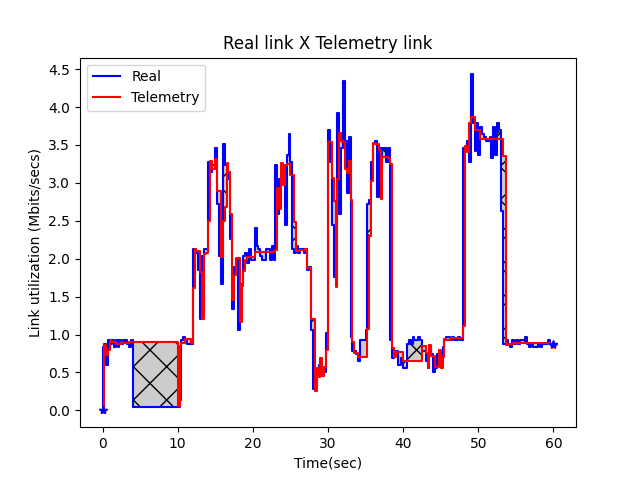 Real link X Telemetry link
Real
Telemetry
Link utilization (Mbits/secs)
4.5
4.0
3.5
3.0
2.5
2.0
1.5
1.0
0.5
0.0
0 10 20 30 40 50 60
Time(sec)